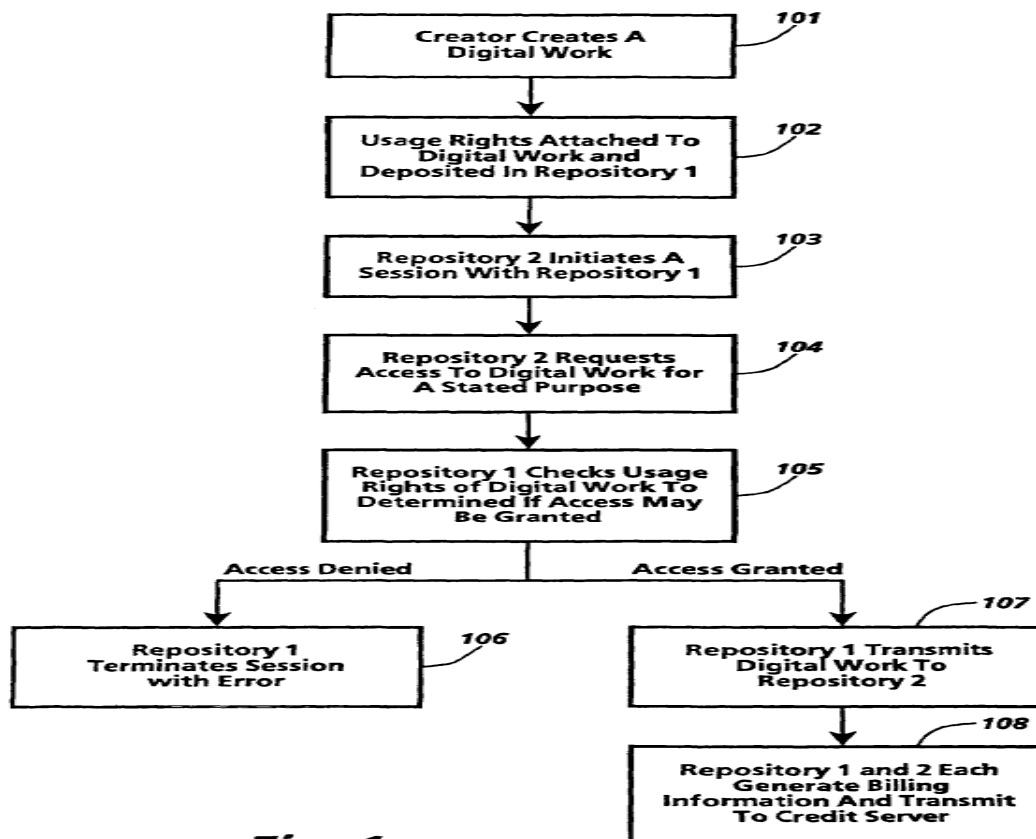 101
Creator Creates A
Digital Work
102
Usage Rights Attached To
Digital Work and
Deposited In Repository 1
103
Repository 2 Initiates A
Session With Repository 1
104
Repository 2 Requests
Access To Digital Work for
A Stated Purpose
105
Repository 1 Checks Usage
Rights of Digital Work To
Determined If Access May
Be Granted
Access Denied
Access Granted
106
Repository 1
Terminates Session
with Error
107
Repository 1 Transmits
Digital Work To
Repository 2
108
Repository 1 and 2 Each
Generate Billing
Information And Transmit
To Credit Server